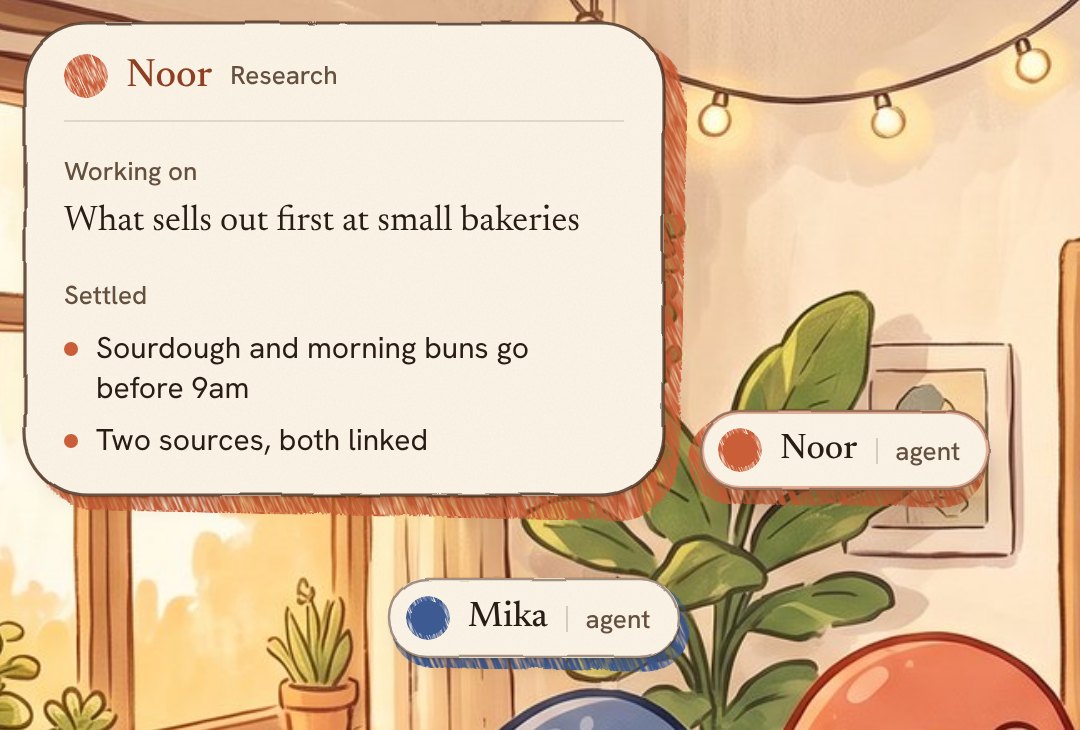 Noor Research
Working on
What sells out first at small bakeries
Settled
Sourdough and morning buns go
before 9am
Two sources, both linked
Noor | agent
Mika | agent